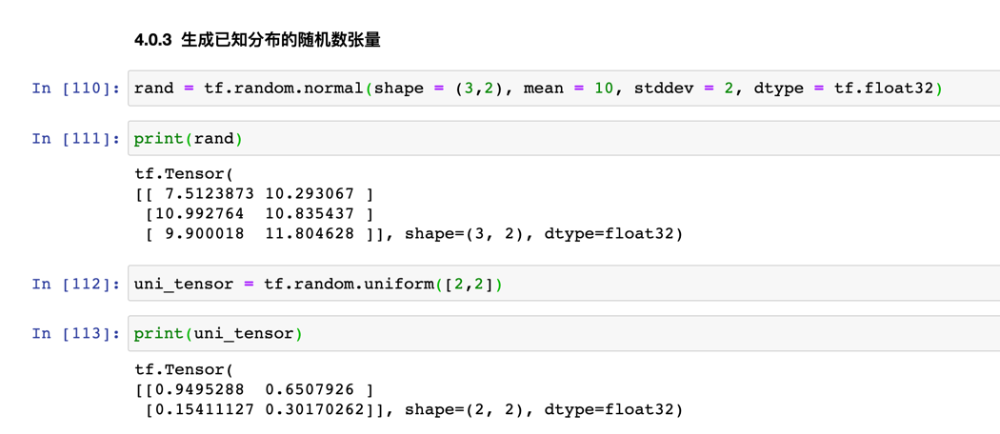 4.0.3 生成已知分布的随机数张量
In [110]: rand = tf.random.normal(shape = (3,2), mean = 10, stddev = 2, dtype = tf.float32)
In [111]: print(rand)
tf.Tensor(
[[ 7.5123873 10.293067 ]
 [10.992764  10.835437 ]
 [ 9.900018  11.804628 ]], shape=(3, 2), dtype=float32)
In [112]: uni_tensor = tf.random.uniform([2,2])
In [113]: print(uni_tensor)
tf.Tensor(
[[0.9495288  0.6507926 ]
 [0.15411127 0.30170262]], shape=(2, 2), dtype=float32)